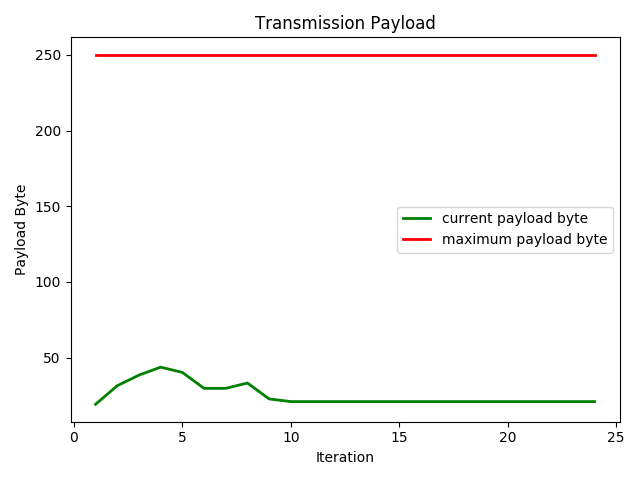 Transmission Payload
250
200
150
100
50
Payload Byte
current payload byte
maximum payload byte
0 5 10 15 20 25
Iteration